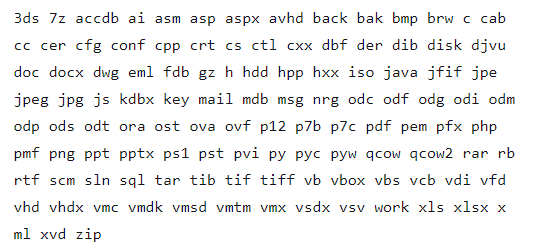 3ds 7z accdb ai asm asp aspx avhd back bak bmp brw c cab
cc cer cfg conf cpp crt cs ctl cxx dbf der dib disk djvu
doc docx dwg eml fdb gz h hdd hpp hxx iso java jfif jpe
jpeg jpg js kdbx key mail mdb msg nrg odc odf odg odi odm
odp ods odt ora ost ova ovf p12 p7b p7c pdf pem pfx php
pmf png ppt pptx ps1 pst pvi py pyc pyw qcow qcow2 rar rb
rtf scm sln sql tar tib tif tiff vb vbox vbs vcb vdi vfd
vhd vhdx vmc vmdk vmsd vmtm vmx vsdx vsv work xls xlsx x
ml xvd zip